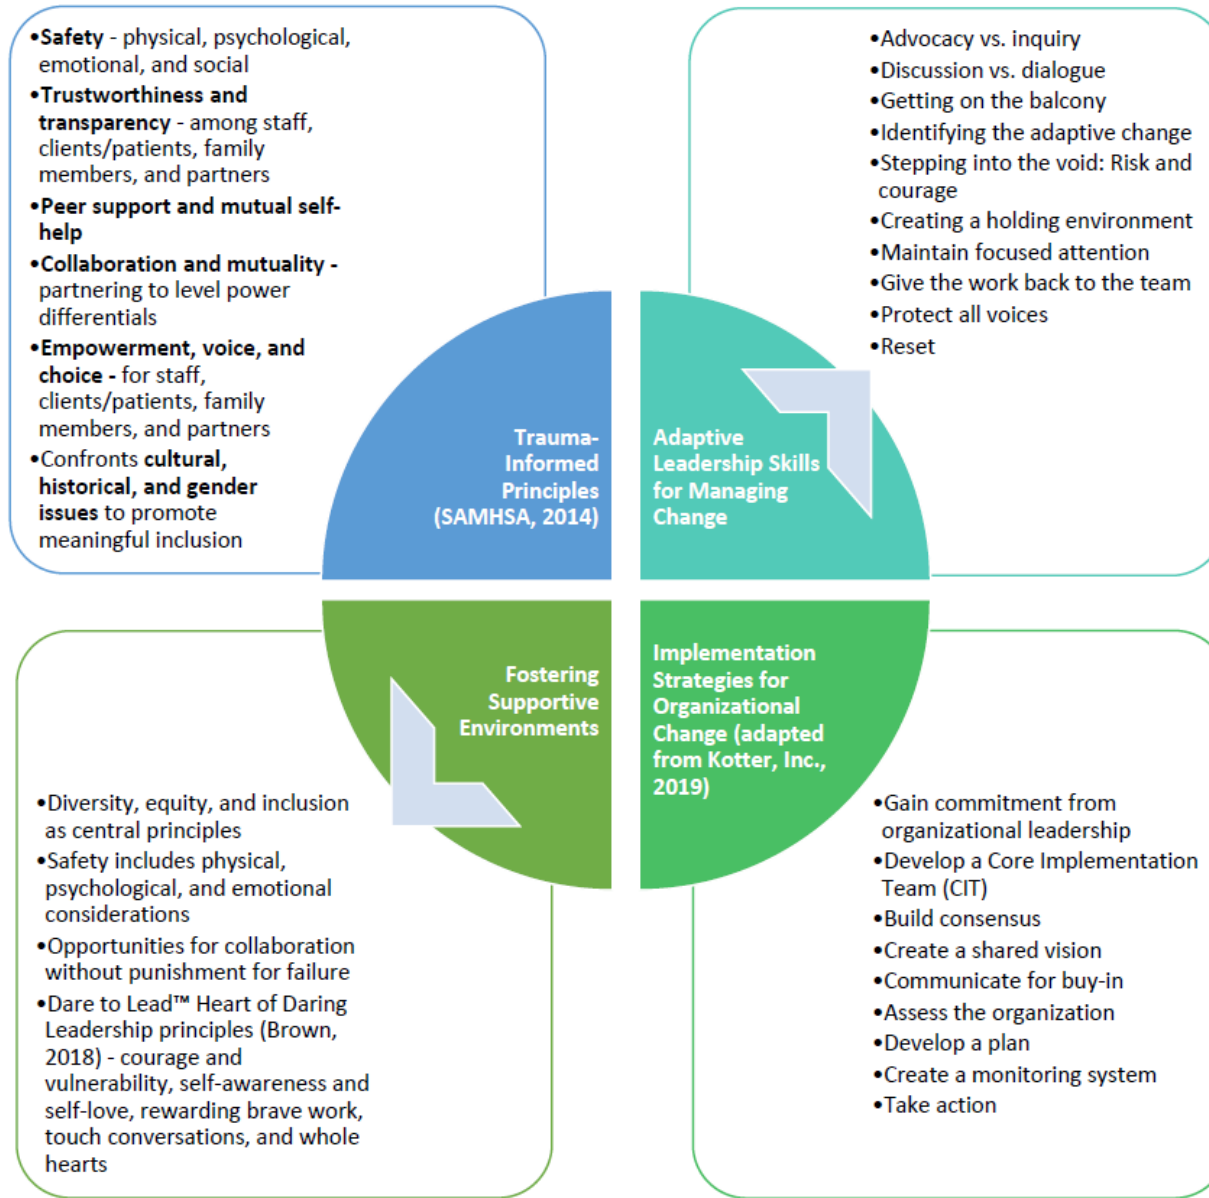 •Safety - physical, psychological,
emotional, and social
•Trustworthiness and
transparency - among staff,
clients/patients, family
members, and partners
•Peer support and mutual self-
help
•Collaboration and mutuality -
partnering to level power
differentials
•Empowerment, voice, and
choice - for staff,
clients/patients, family
members, and partners
•Confronts cultural,
historical, and gender
issues to promote
meaningful inclusion
•Advocacy vs. inquiry
•Discussion vs. dialogue
•Getting on the balcony
•Identifying the adaptive change
•Stepping into the void: Risk and
courage
•Creating a holding environment
•Maintain focused attention
•Give the work back to the team
•Protect all voices
•Reset
Trauma-
Informed
Principles
(SAMHSA, 2014)
Adaptive
Leadership Skills
for Managing
Change
Fostering
Supportive
Environments
Implementation
Strategies for
Organizational
Change (adapted
from Kotter, Inc.,
2019)
•Diversity, equity, and inclusion
as central principles
•Safety includes physical,
psychological, and emotional
considerations
•Opportunities for collaboration
without punishment for failure
•Dare to Lead™ Heart of Daring
Leadership principles (Brown,
2018) - courage and
vulnerability, self-awareness and
self-love, rewarding brave work,
touch conversations, and whole
hearts
•Gain commitment from
organizational leadership
•Develop a Core Implementation
Team (CIT)
•Build consensus
•Create a shared vision
•Communicate for buy-in
•Assess the organization
•Develop a plan
•Create a monitoring system
•Take action